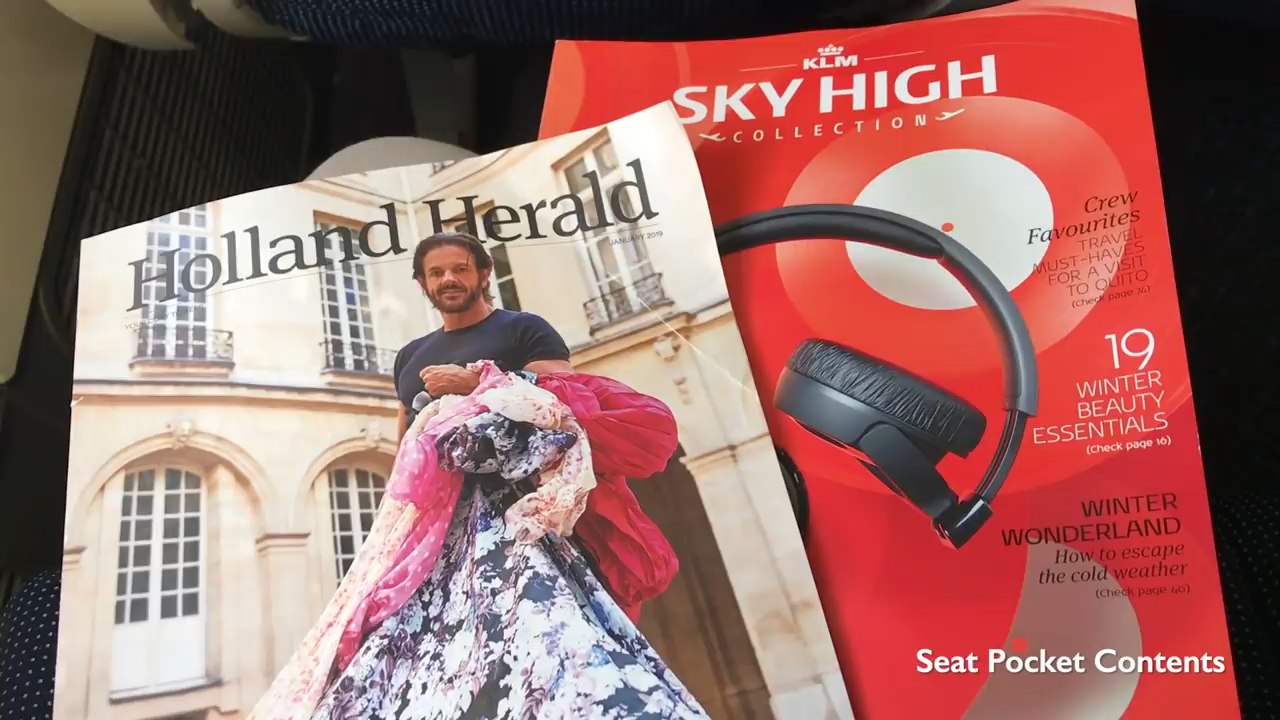 Holland Herald
JANUARY 2019
KLM
SKY HIGH
COLLECTION
Crew
Favourites
TRAVEL
MUST-HAVES
FOR A VISIT
TO QUITO
(Check page 24)
19
WINTER
BEAUTY
ESSENTIALS
(Check page 16)
WINTER
WONDERLAND
How to escape
the cold weather
(Check page 40)
Seat Pocket Contents